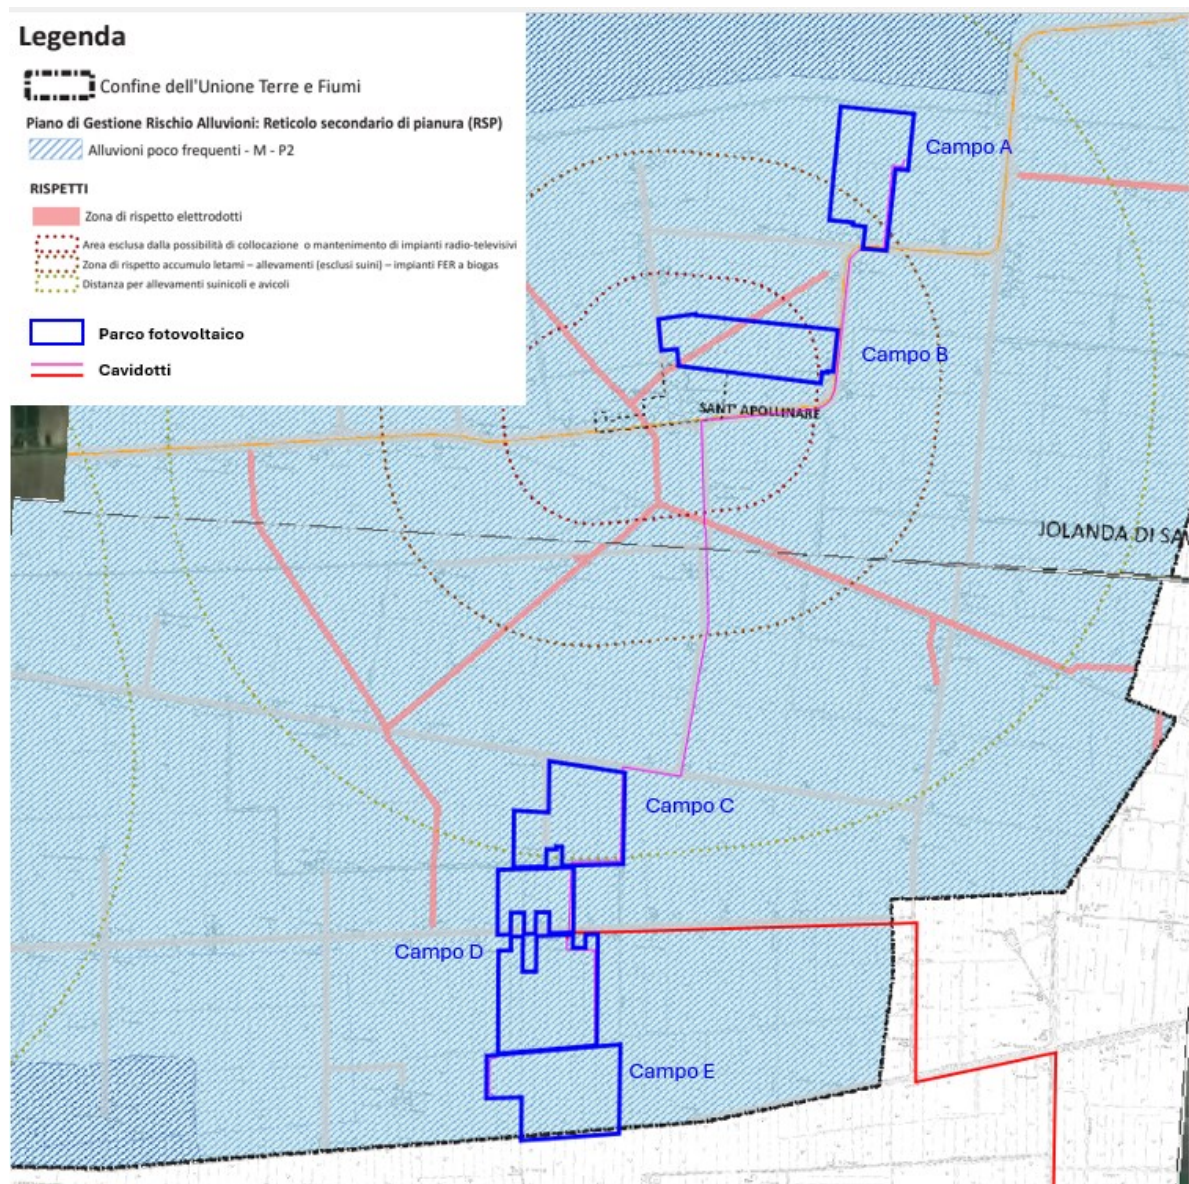 Legenda
Confine dell'Unione Terre e Fiumi
Piano di Gestione Rischio Alluvioni: Reticolo secondario di pianura (RSP)
Alluvioni poco frequenti - M - P2
RISPETTI
Zona di rispetto elettrodotti
Area esclusa dalla possibilità di collocazione o mantenimento di impianti radio-televisivi
Zona di rispetto accumulo letami – allevamenti (esclusi suini) – impianti FER a biogas
Distanza per allevamenti suinicoli e avicoli
Parco fotovoltaico
Cavidotti
Campo A
Campo B
SANT' APOLLINARE
JOLANDA DI SAV
Campo C
Campo D
Campo E